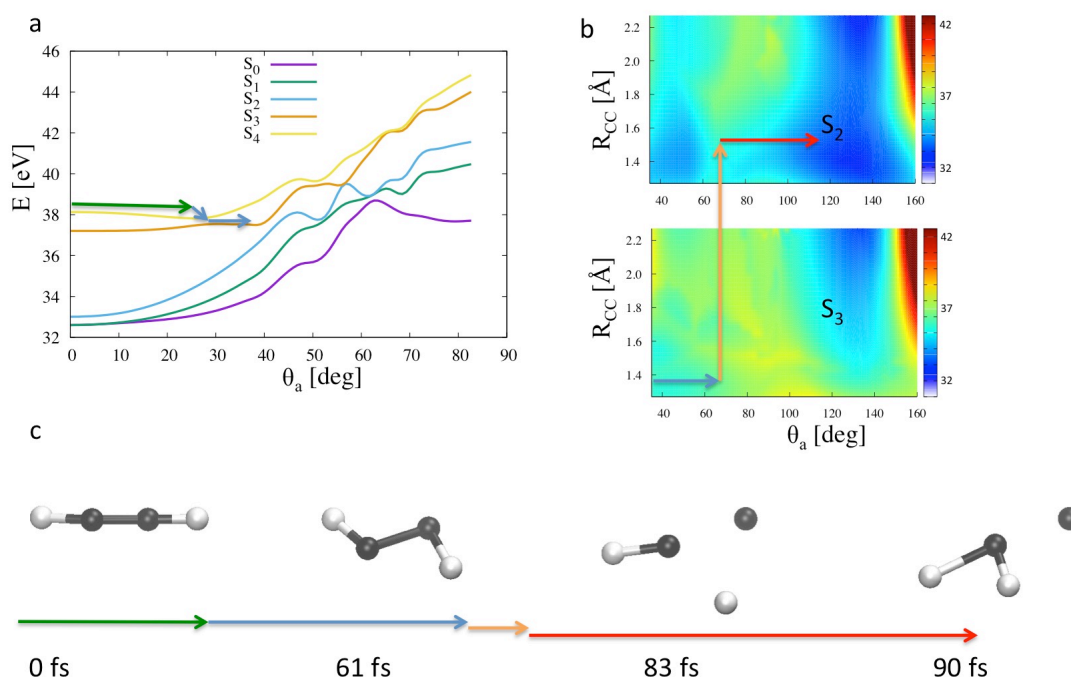 a
46
44
42
40
38
36
34
32
E [eV]
S0
S1
S2
S3
S4
0 10 20 30 40 50 60 70 80 90
θa [deg]
b
2.2
2.0
1.8
1.6
1.4
RCC [Å]
S2
40 60 80 100 120 140 160
42
37
32
2.2
2.0
1.8
1.6
1.4
RCC [Å]
S3
40 60 80 100 120 140 160
θa [deg]
42
37
32
c
0 fs 61 fs 83 fs 90 fs